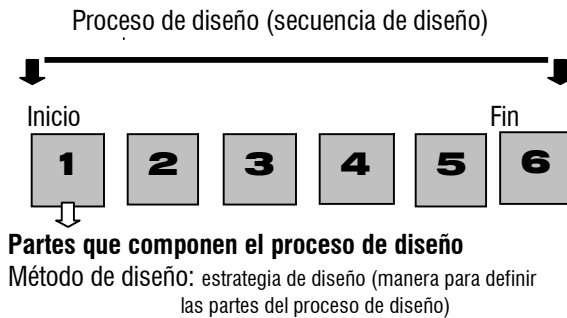 Proceso de diseño (secuencia de diseño)
Inicio Fin
1 2 3 4 5 6
Partes que componen el proceso de diseño
Método de diseño: estrategia de diseño (manera para definir
las partes del proceso de diseño)